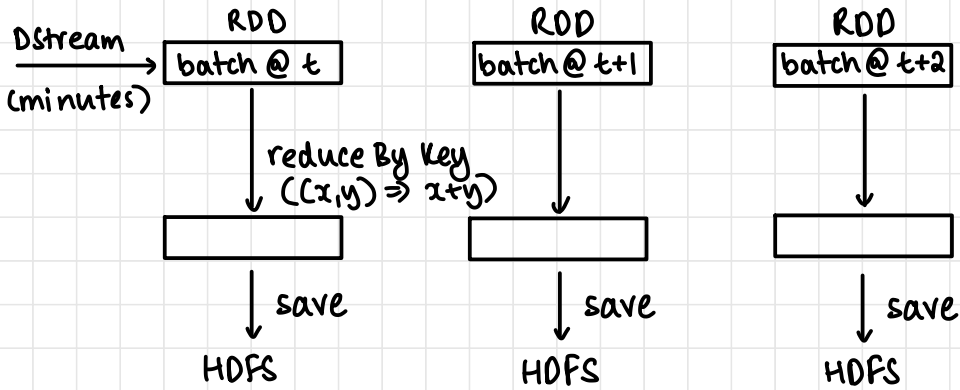 RDD RDD RDD
DStream
batch @ t batch @ t+1 batch @ t+2
(minutes)
reduce By Key
((x,y) => x+y)
save save save
HDFS HDFS HDFS